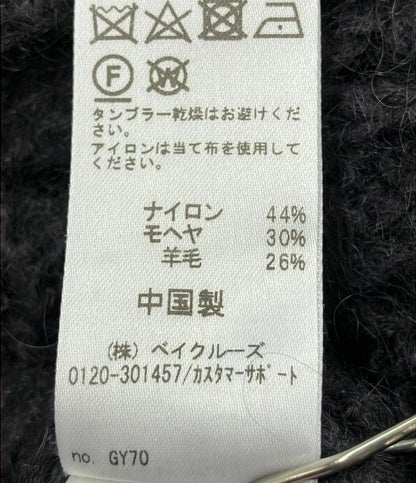 F
W
タンブラー乾燥はお避けくだ
さい。
アイロンは当て布を使用して
ください。
ナイロン 44%
モヘヤ 30%
羊毛 26%
中国製
(株) ベイクルーズ
0120-301457/カスタマーサポート
no. GY70